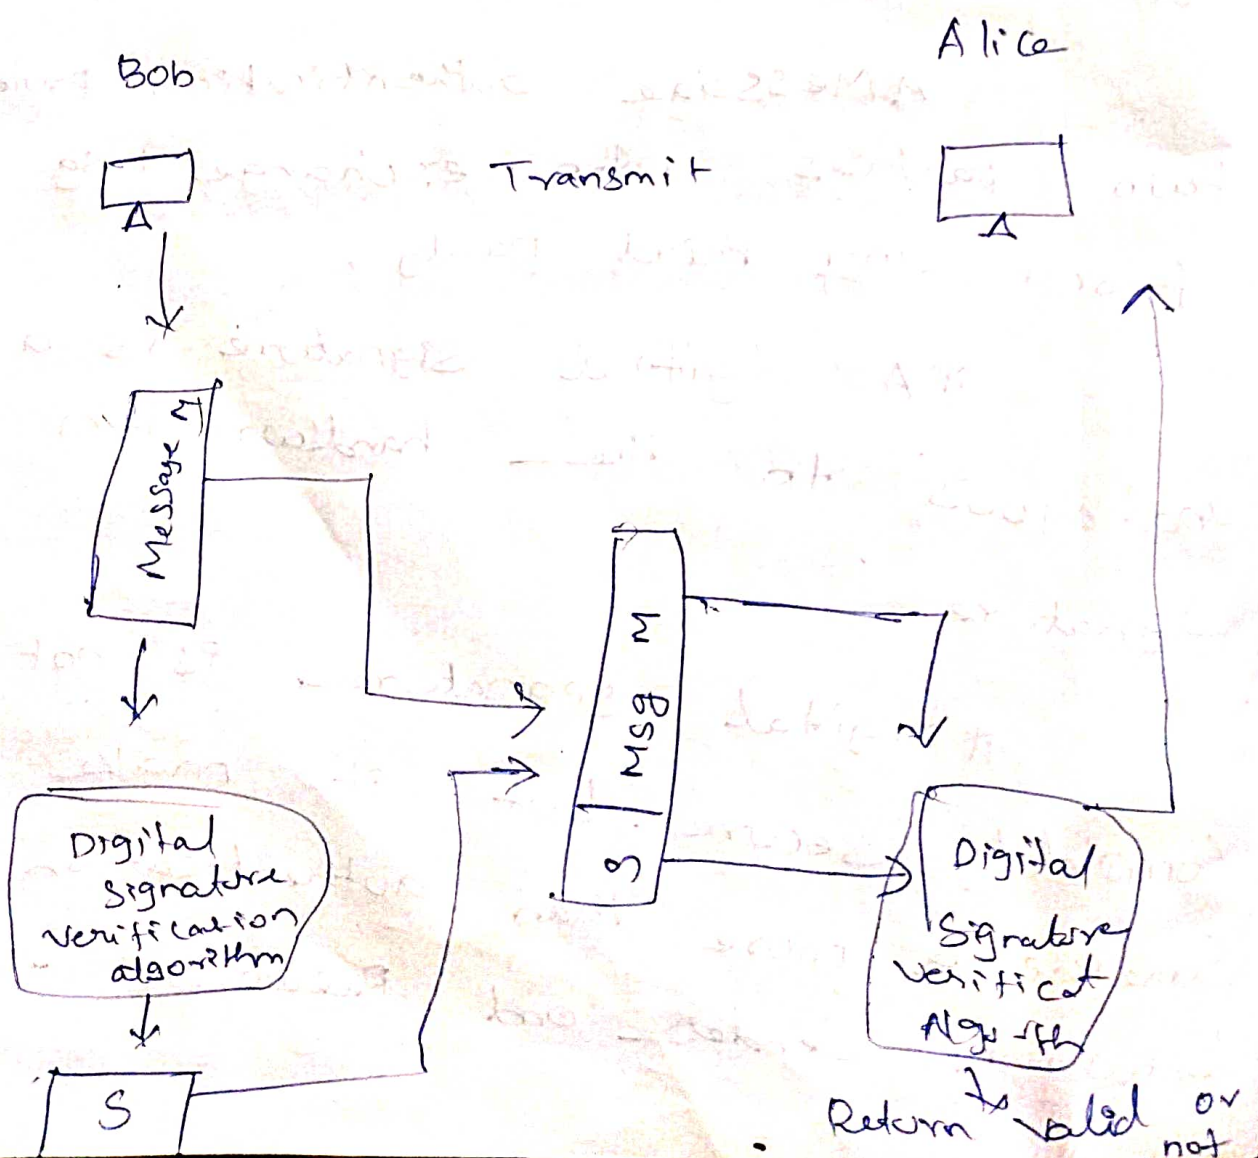 Bob
Alice
Transmit
Message M
Msg M
S
Digital
Signature
verification
algorithm
S
Digital
Signature
verificat
Return valid or
not